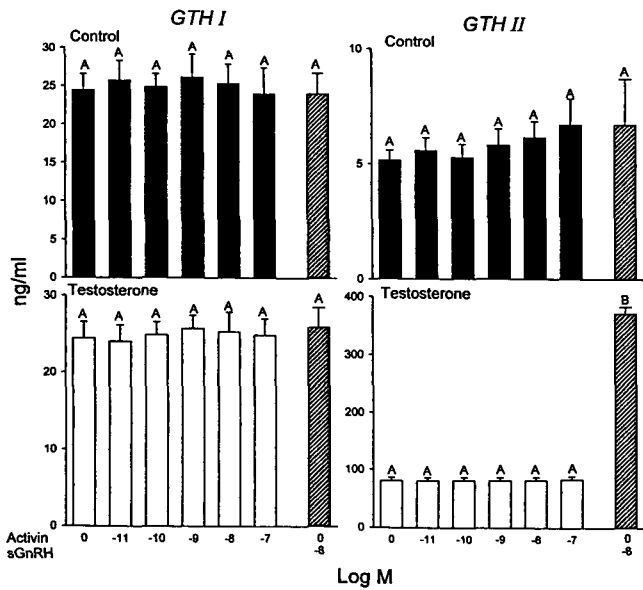 GTH I
GTH II
Control
Control
30
25
20
15
10
5
0
A A A A A A A
10
5
0
A A A A A A A
ng/ml
Testosterone
Testosterone
30
20
10
0
A A A A A A A
400
300
200
100
0
A A A A A A B
Activin 0 -11 -10 -9 -8 -7 0
0 -11 -10 -9 -8 -7 0
sGnRH -8
-8
Log M